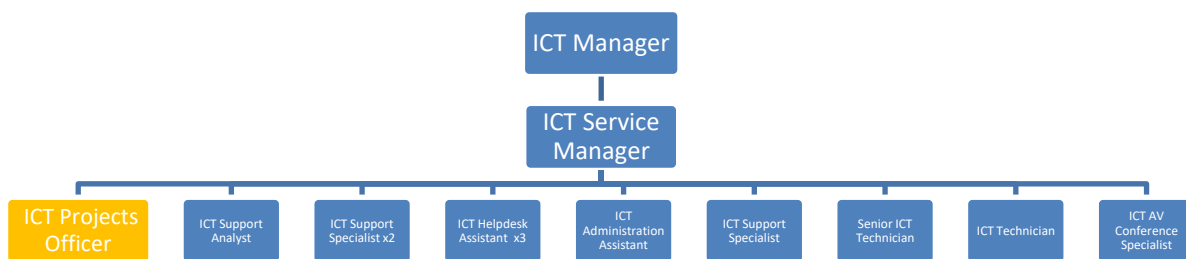 ICT Manager
ICT Service
Manager
ICT Projects
Officer
ICT Support
Analyst
ICT Support
Specialist x2
ICT Helpdesk
Assistant x3
ICT
Administration
Assistant
ICT Support
Specialist
Senior ICT
Technician
ICT Technician
ICT AV
Conference
Specialist